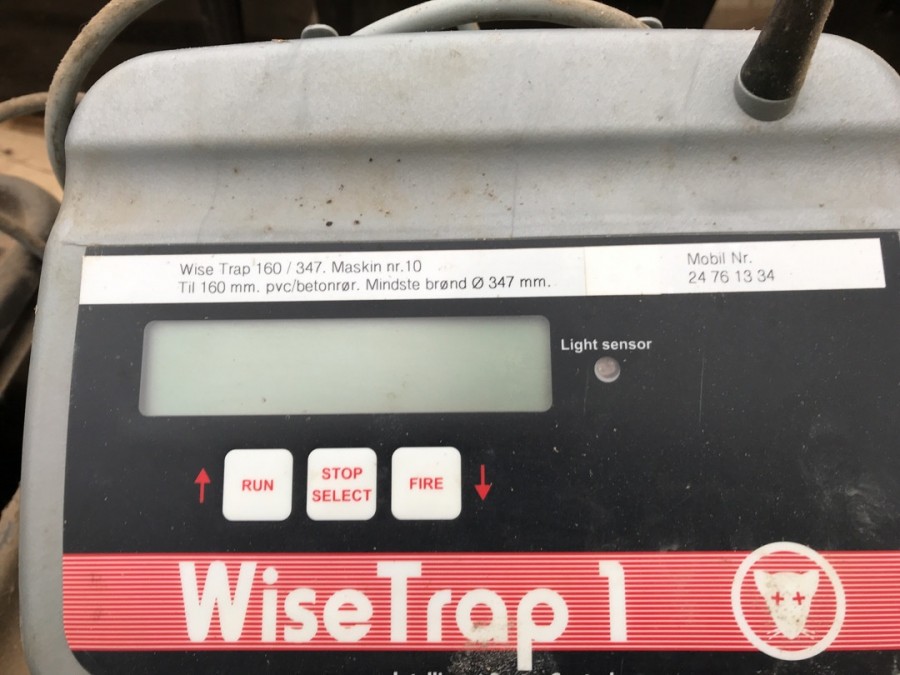 Wise Trap 160 / 347. Maskin nr.10
Til 160 mm. pvc/betonrør. Mindste brønd Ø 347 mm.
Mobil Nr.
24 76 13 34
Light sensor
RUN
STOP
SELECT
FIRE
WiseTrap 1